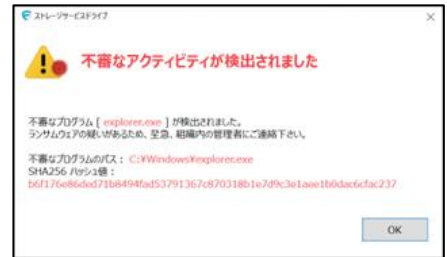 ストレージサービスドライブ
不審なアクティビティが検出されました
不審なプログラム [ explorer.exe ] が検出されました。
ランサムウェアの疑いがあるため、至急、組織内の管理者にご連絡下さい。
不審なプログラムのパス： C:¥Windows¥explorer.exe
SHA256 ハッシュ値：
b6f176e86ded71b8494fad53791367c870318b1e7d9c3e1aee1b0dac6cfac237
OK